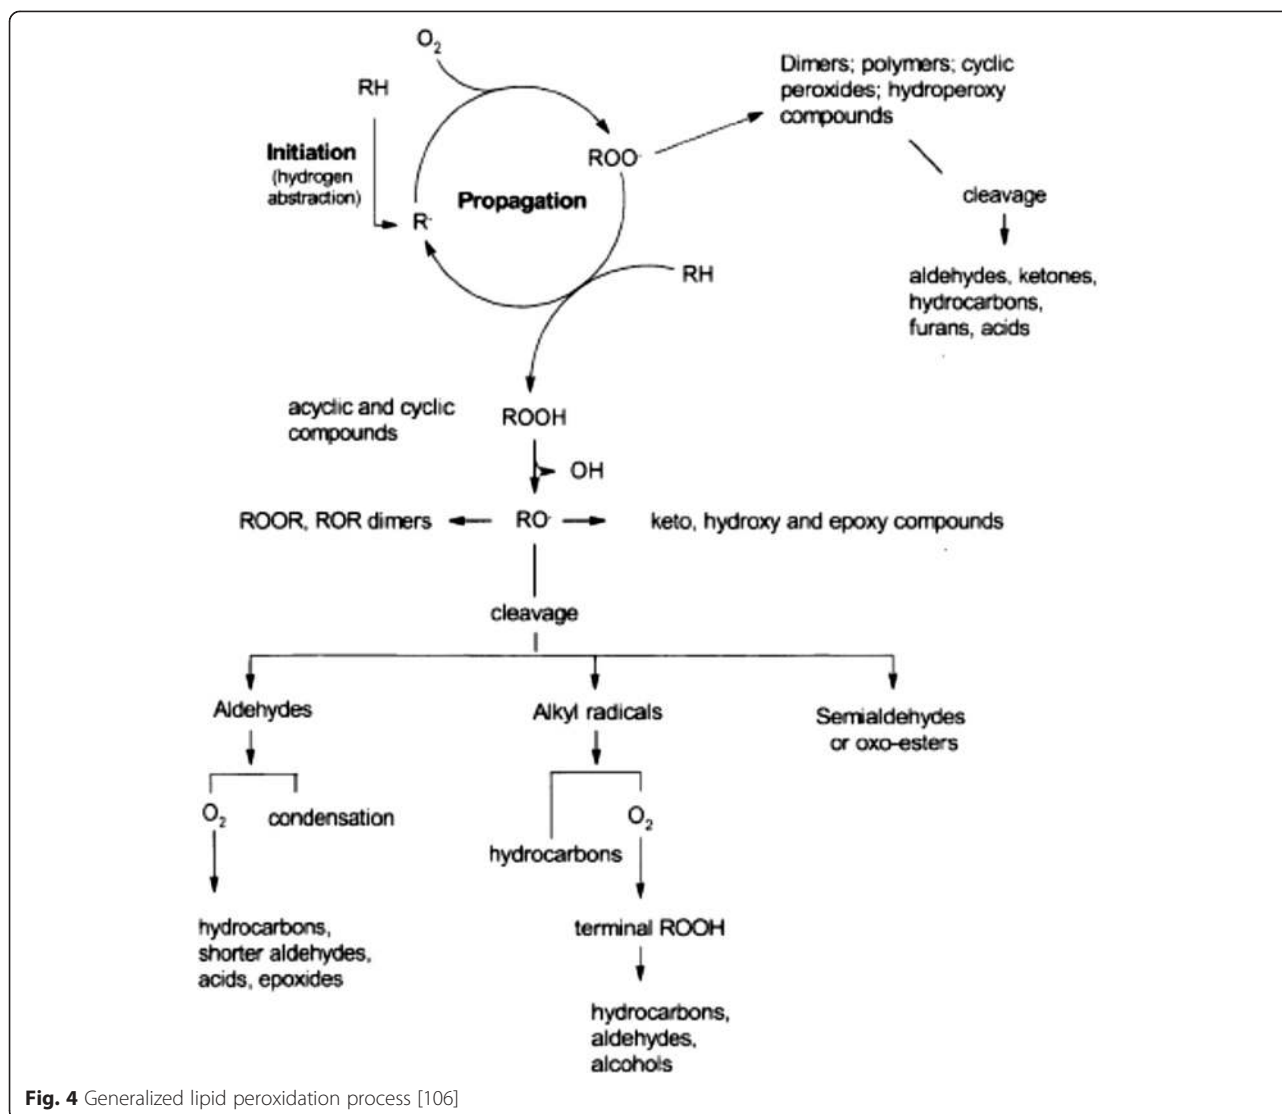 O2
RH
Initiation
(hydrogen
abstraction)
R·
Propagation
ROO·
RH
Dimers; polymers; cyclic
peroxides; hydroperoxy
compounds
cleavage
aldehydes, ketones,
hydrocarbons,
furans, acids
acyclic and cyclic
compounds
ROOH
OH
ROOR, ROR dimers
RO·
keto, hydroxy and epoxy compounds
cleavage
Aldehydes
Alkyl radicals
Semialdehydes
or oxo-esters
O2
condensation
hydrocarbons
O2
hydrocarbons,
shorter aldehydes,
acids, epoxides
terminal ROOH
hydrocarbons,
aldehydes,
alcohols
Fig. 4 Generalized lipid peroxidation process [106]